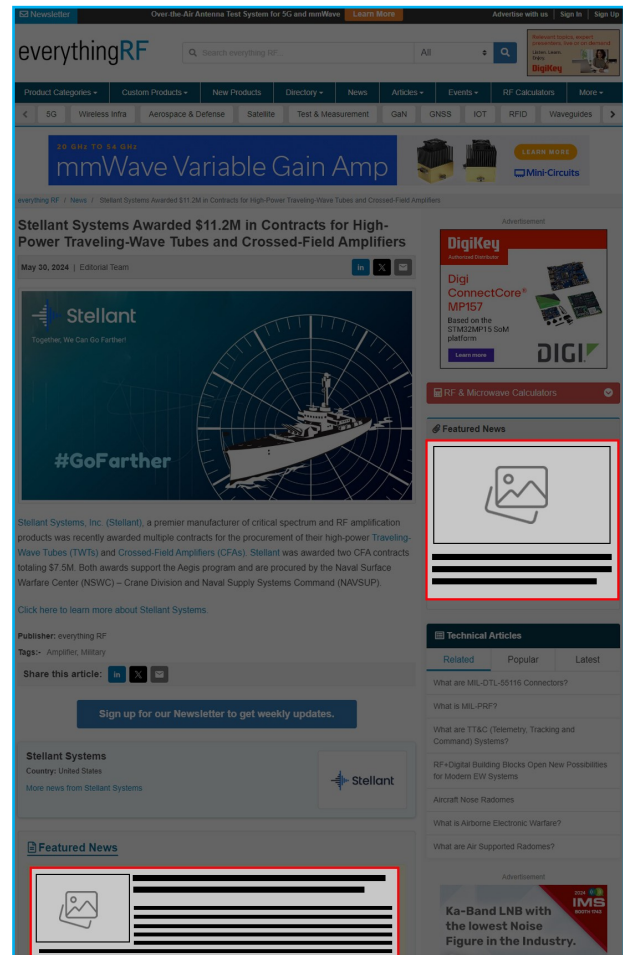 Newsletter
Over-the-Air Antenna Test System for 5G and mmWave Learn More
Advertise with us | Sign In | Sign Up
everythingRF
Search everything RF...
All
Relevant topics, expert
Listen. Learn.
Think.
DigiKey
Product Categories Custom Products New Products Directory News Articles Events RF Calculators More
5G Wireless Infra Aerospace & Defense Satellite Test & Measurement GaN GNSS IOT RFID Waveguides
20 GHz TO 54 GHz
mmWave Variable Gain Amp
LEARN MORE
Mini-Circuits
everything RF / News / Stellant Systems Awarded $11.2M in Contracts for High-Power Traveling-Wave Tubes and Crossed-Field Amplifiers
Stellant Systems Awarded $11.2M in Contracts for High-
Power Traveling-Wave Tubes and Crossed-Field Amplifiers
May 30, 2024 | Editorial Team
in X
Stellant
Together, We Can Go Farther!
#GoFarther
Stellant Systems, Inc. (Stellant), a premier manufacturer of critical spectrum and RF amplification
products was recently awarded multiple contracts for the procurement of their high-power Traveling-
Wave Tubes (TWTs) and Crossed-Field Amplifiers (CFAs). Stellant was awarded two CFA contracts
totaling $7.5M. Both awards support the Aegis program and are procured by the Naval Surface
Warfare Center (NSWC) – Crane Division and Naval Supply Systems Command (NAVSUP).
Click here to learn more about Stellant Systems.
Publisher: everything RF
Tags:- Amplifier, Military
Share this article: in X
Sign up for our Newsletter to get weekly updates.
Stellant Systems
Country: United States
More news from Stellant Systems
Stellant
Featured News
Advertisement
DigiKey
Authorized Distributor
Digi
ConnectCore®
MP157
Based on the
STM32MP15 SoM
platform
Learn more
DIGI
RF & Microwave Calculators
Featured News
Technical Articles
Related Popular Latest
What are MIL-DTL-55116 Connectors?
What is MIL-PRF?
What are TT&C (Telemetry, Tracking and
Command) Systems?
RF+Digital Building Blocks Open New Possibilities
for Modern EW Systems
Aircraft Nose Radomes
What is Airborne Electronic Warfare?
What are Air Supported Radomes?
Advertisement
2024
IMS
BOOTH 1743
Ka-Band LNB with
the lowest Noise
Figure in the Industry.